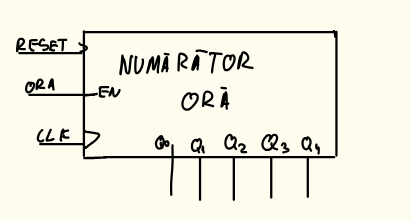 RESET
NUMĂRĂTOR
ORA
EN
ORĂ
CLK
Q0 Q1 Q2 Q3 Q4